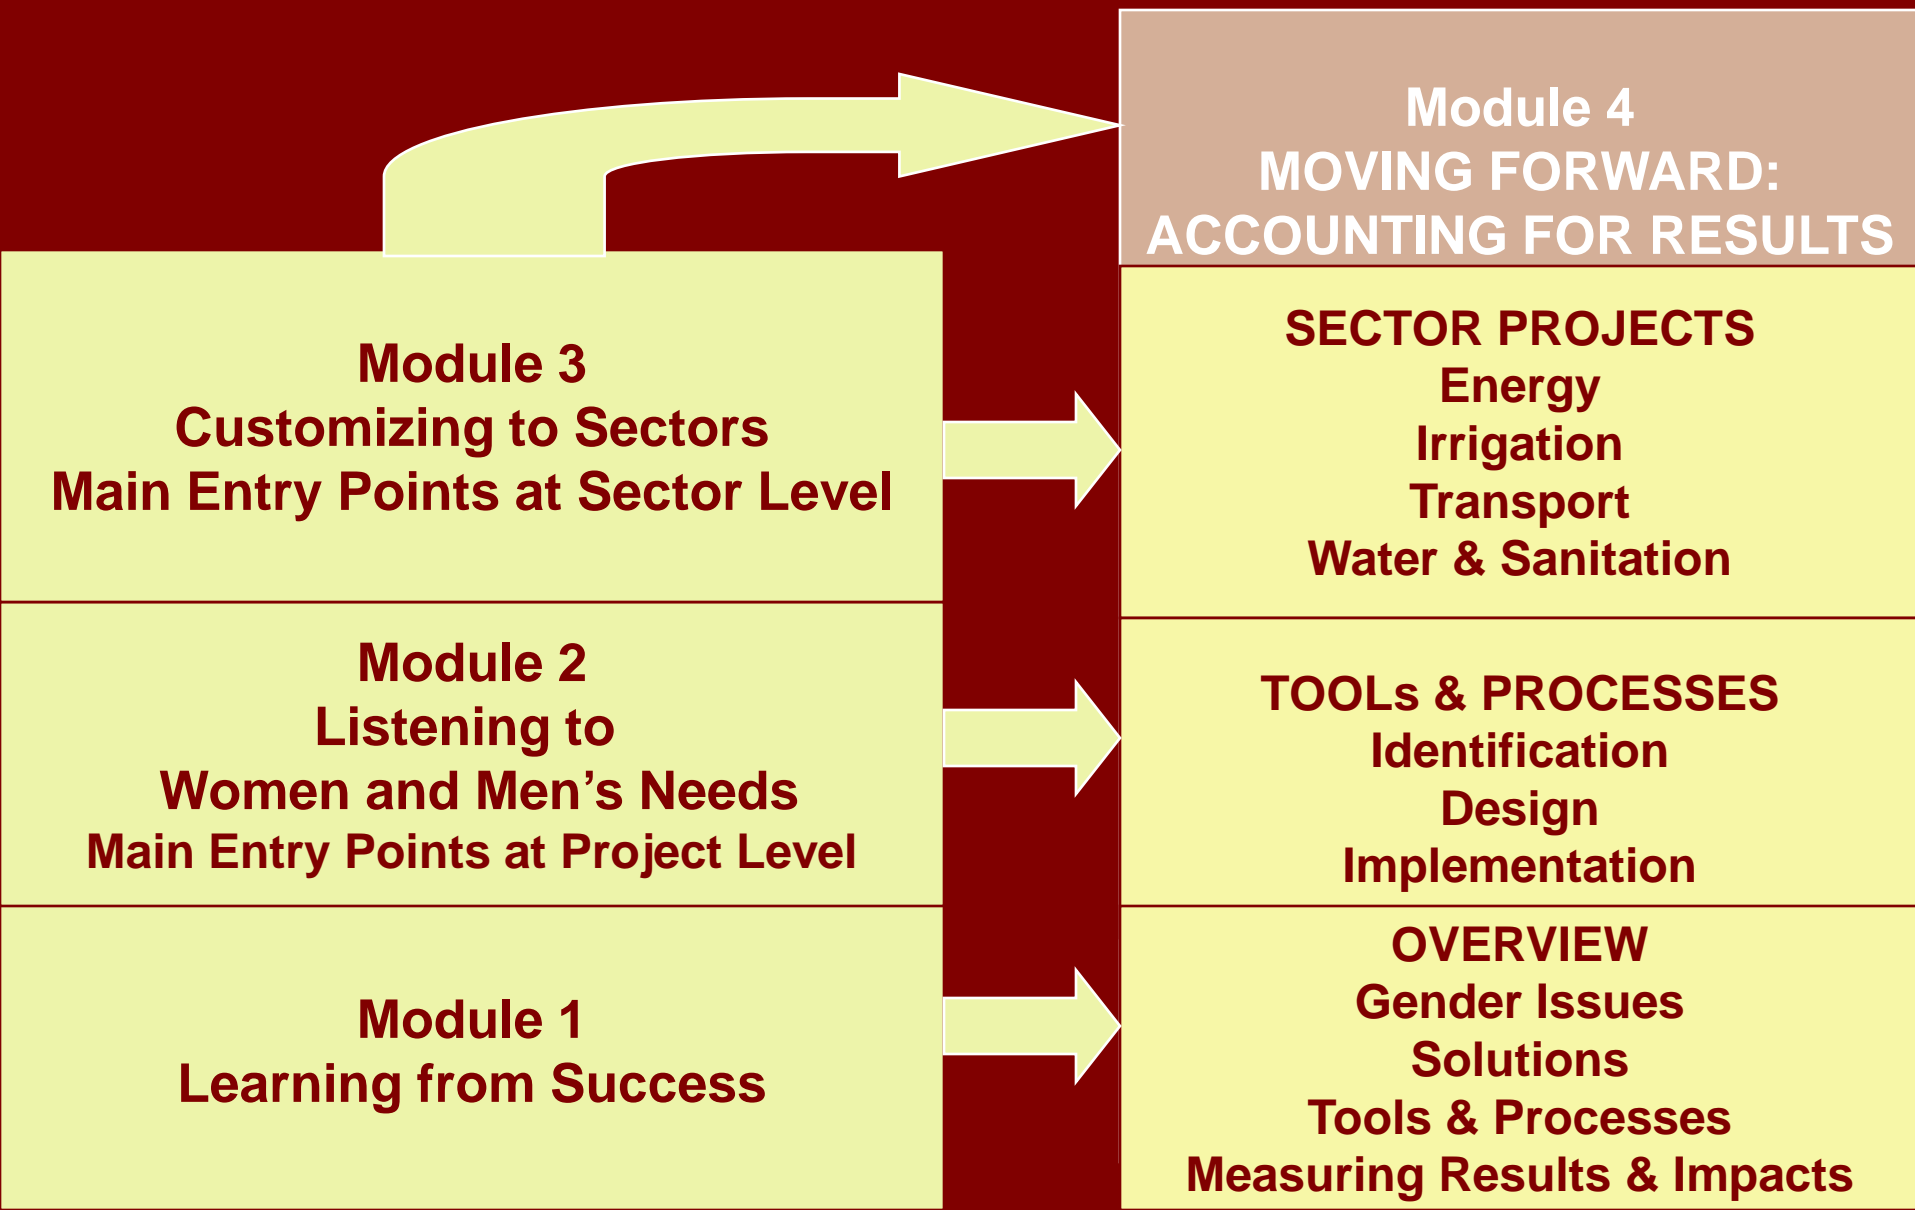 Module 4
MOVING FORWARD:
ACCOUNTING FOR RESULTS
Module 3
Customizing to Sectors
Main Entry Points at Sector Level
SECTOR PROJECTS
Energy
Irrigation
Transport
Water & Sanitation
Module 2
Listening to
Women and Men’s Needs
Main Entry Points at Project Level
TOOLs & PROCESSES
Identification
Design
Implementation
Module 1
Learning from Success
OVERVIEW
Gender Issues
Solutions
Tools & Processes
Measuring Results & Impacts